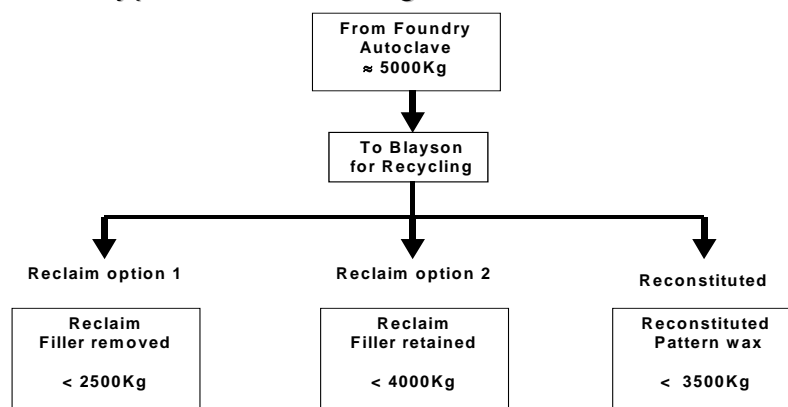 From Foundry
Autoclave
≈ 5000Kg
To Blayson
for Recycling
Reclaim option 1
Reclaim option 2
Reconstituted
Reclaim
Filler removed
< 2500Kg
Reclaim
Filler retained
< 4000Kg
Reconstituted
Pattern wax
< 3500Kg